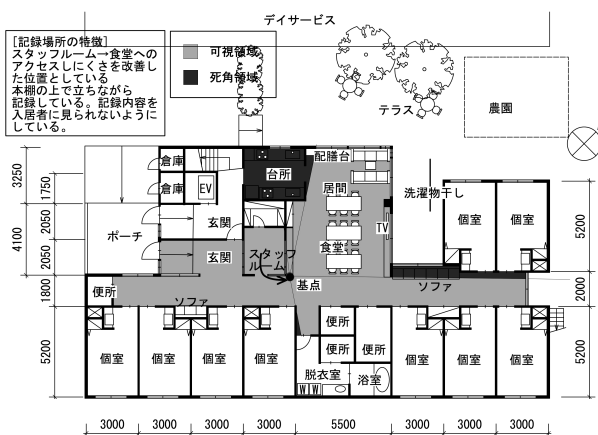 デイサービス
[記録場所の特徴]
スタッフルーム→食堂への
アクセスしにくさを改善し
た位置としている
本棚の上で立ちながら
記録している。記録内容を
入居者に見られないように
している。
可視領域
死角領域
テラス
農園
倉庫
倉庫
EV
台所
配膳台
居間
洗濯物干し
玄関
玄関
ポーチ
スタッフ
ルーム
食堂
TV
基点
ソファ
ソファ
便所
個室
個室
個室
個室
個室
個室
便所
便所
便所
脱衣室
浴室
個室
個室
個室
3250
1750
2050
4100
2050
1800
5200
5200
2000
5200
3000
3000
3000
3000
5500
3000
3000
3000